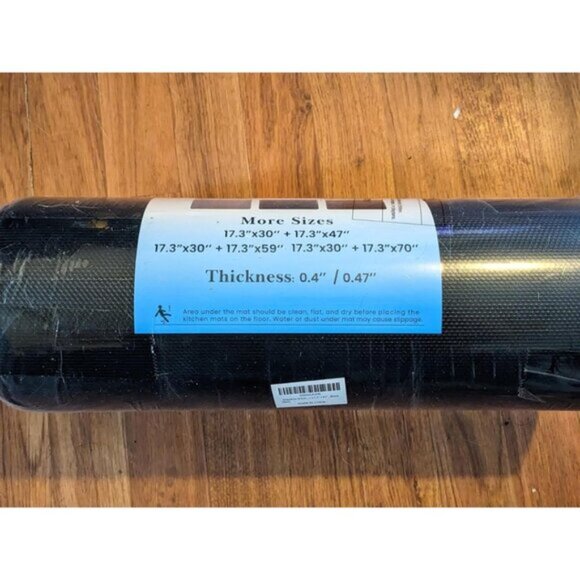 More Sizes
17.3″x30″ + 17.3″x47″
17.3″x30″ + 17.3″x59″ 17.3″x30″ + 17.3″x70″
Thickness: 0.4″ / 0.47″
Area under the mat should be clean, flat, and dry before placing the
kitchen mats on the floor. Water of dust under mat may cause slippage.